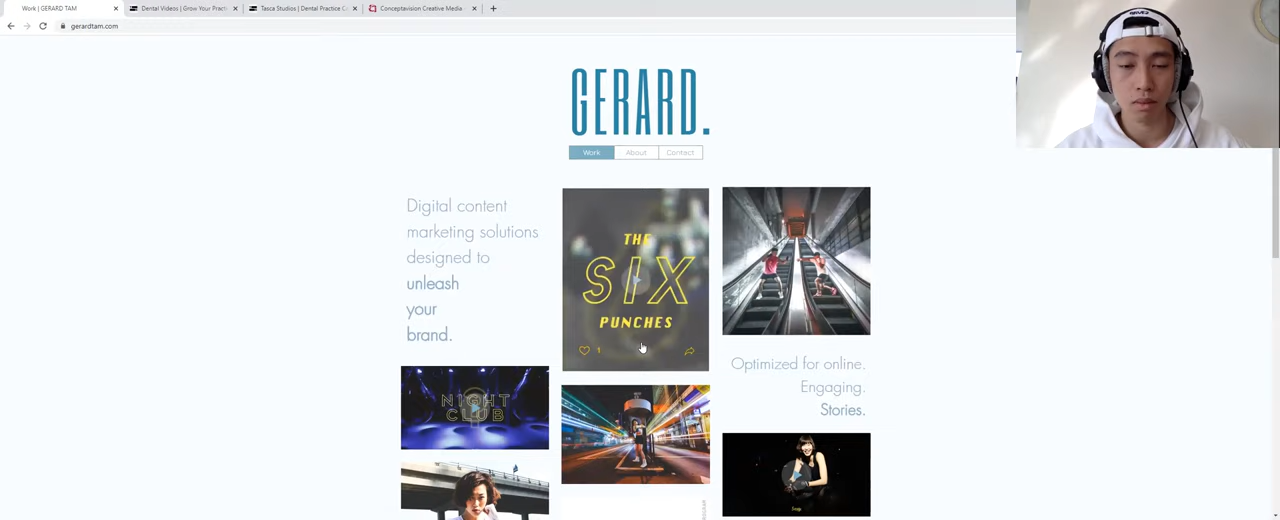 Work | GERARD TAM
Dental Videos | Grow Your Practi
Tasca Studios | Dental Practice C
Conceptavision Creative Media -
gerardtam.com
GERARD.
Work
About
Contact
Digital content
marketing solutions
designed to
unleash
your
brand.
THE
SIX
PUNCHES
1
Optimized for online.
Engaging.
Stories.
NIGHT
CLUB